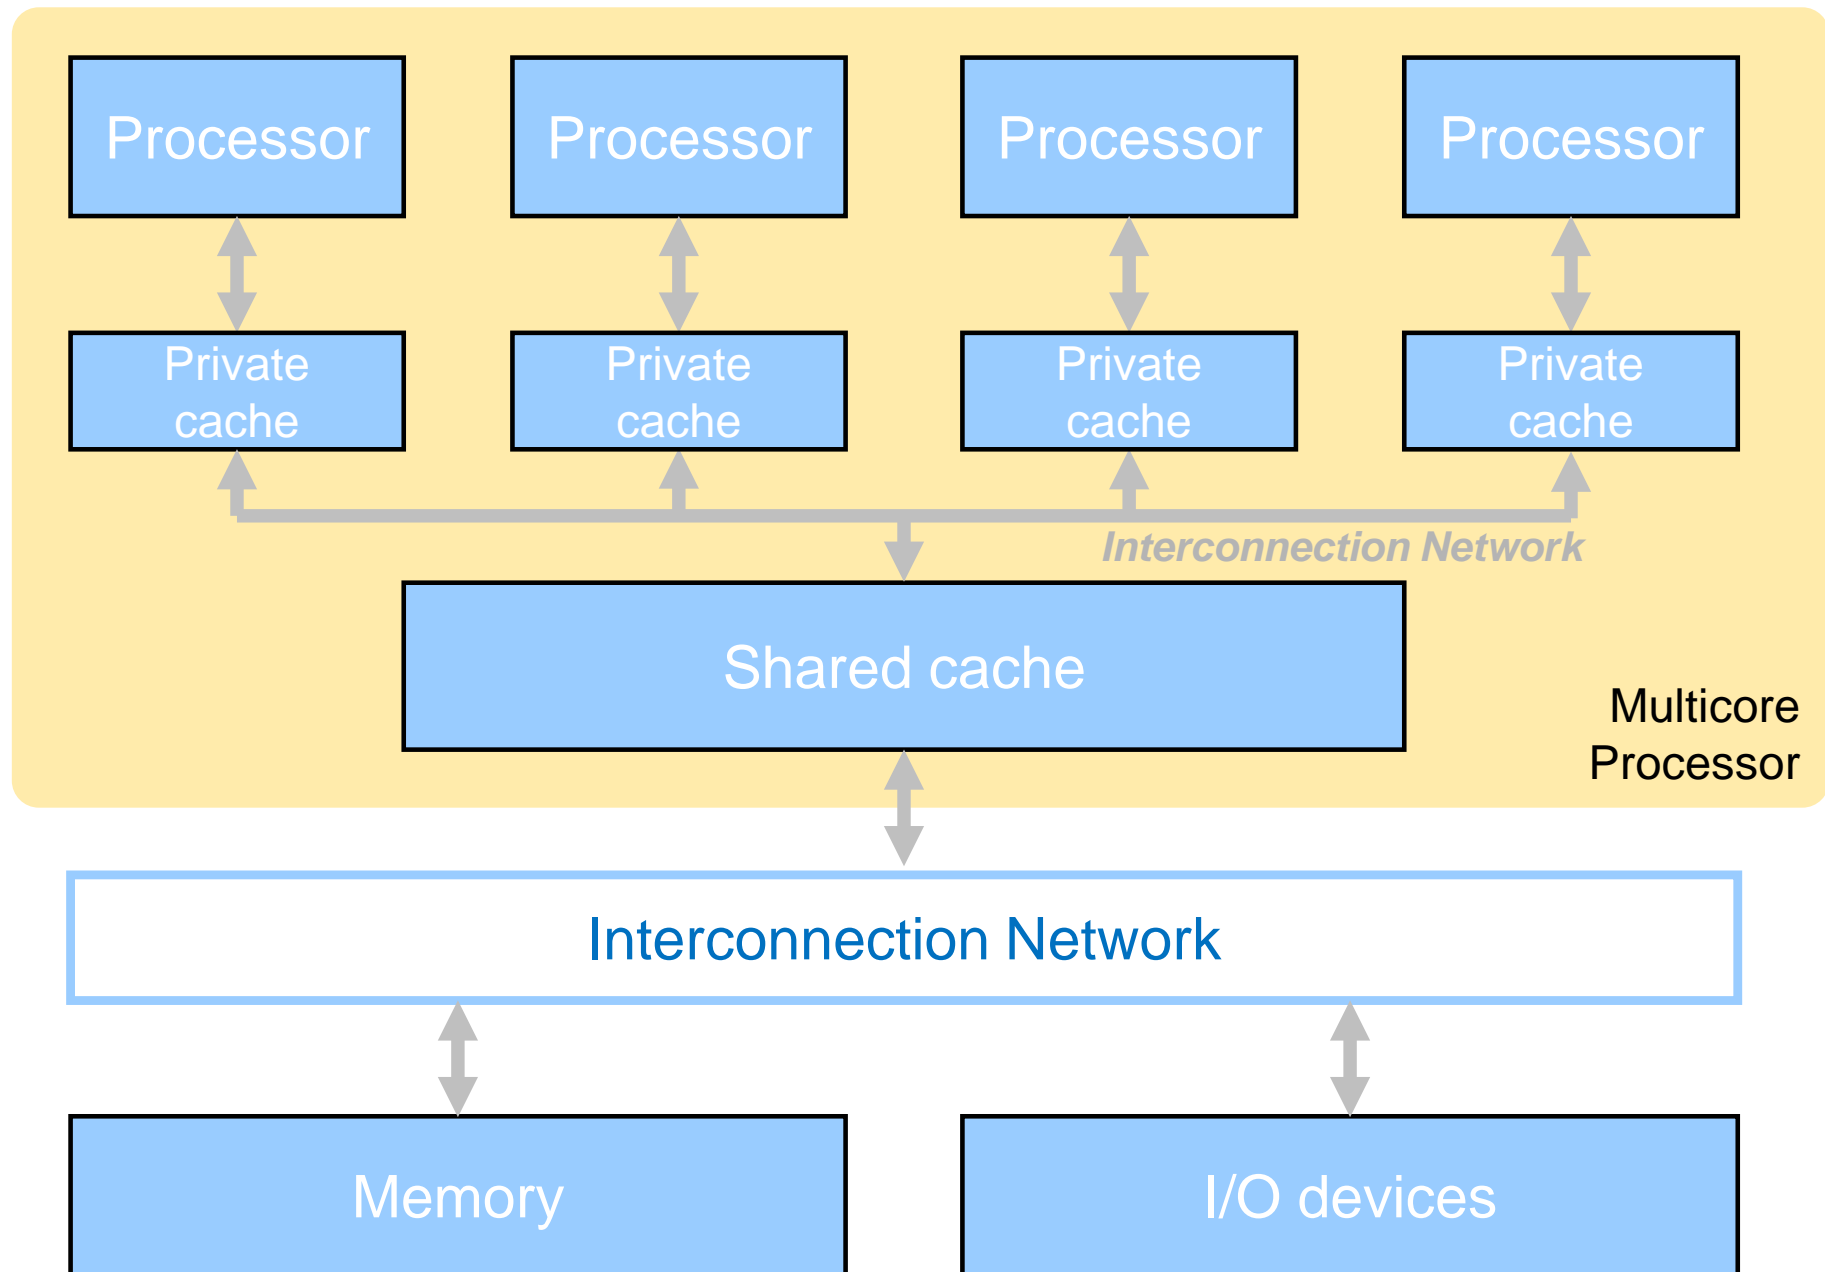 Processor Processor Processor Processor
Private Private Private Private
cache cache cache cache
Interconnection Network
Shared cache
Multicore
Processor
Interconnection Network
Memory I/O devices